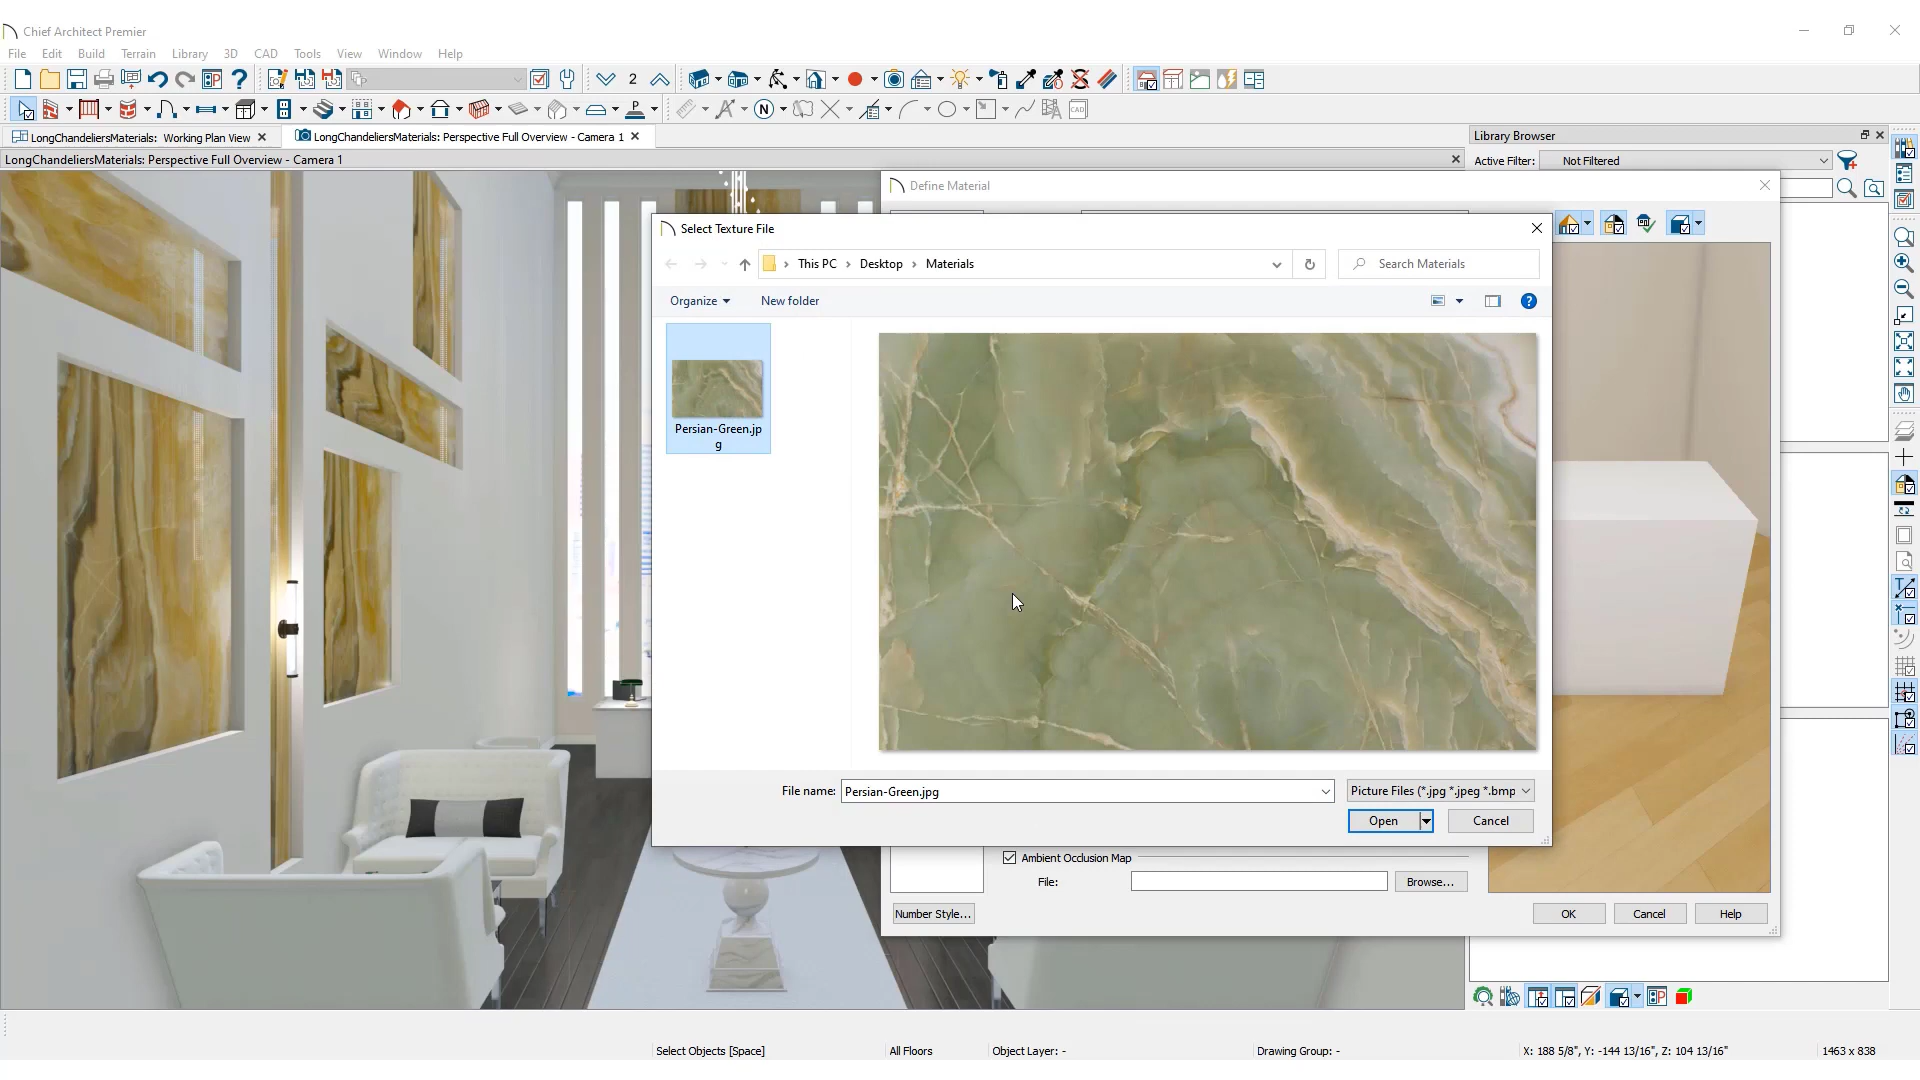 Chief Architect Premier
File Edit Build Terrain Library 3D CAD Tools View Window Help
2
N
P
CAD
LongChandeliersMaterials: Working Plan View
LongChandeliersMaterials: Perspective Full Overview - Camera 1
Library Browser
LongChandeliersMaterials: Perspective Full Overview - Camera 1
Active Filter: Not Filtered
Define Material
Select Texture File
This PC > Desktop > Materials
Search Materials
Organize
New folder
Persian-Green.jp
g
File name: Persian-Green.jpg
Picture Files (*.jpg *.jpeg *.bmp
Open
Cancel
Ambient Occlusion Map
File:
Browse...
Number Style...
OK
Cancel
Help
Select Objects [Space]
All Floors
Object Layer: -
Drawing Group: -
X: 188 5/8", Y: -144 13/16", Z: 104 13/16"
1463 x 838